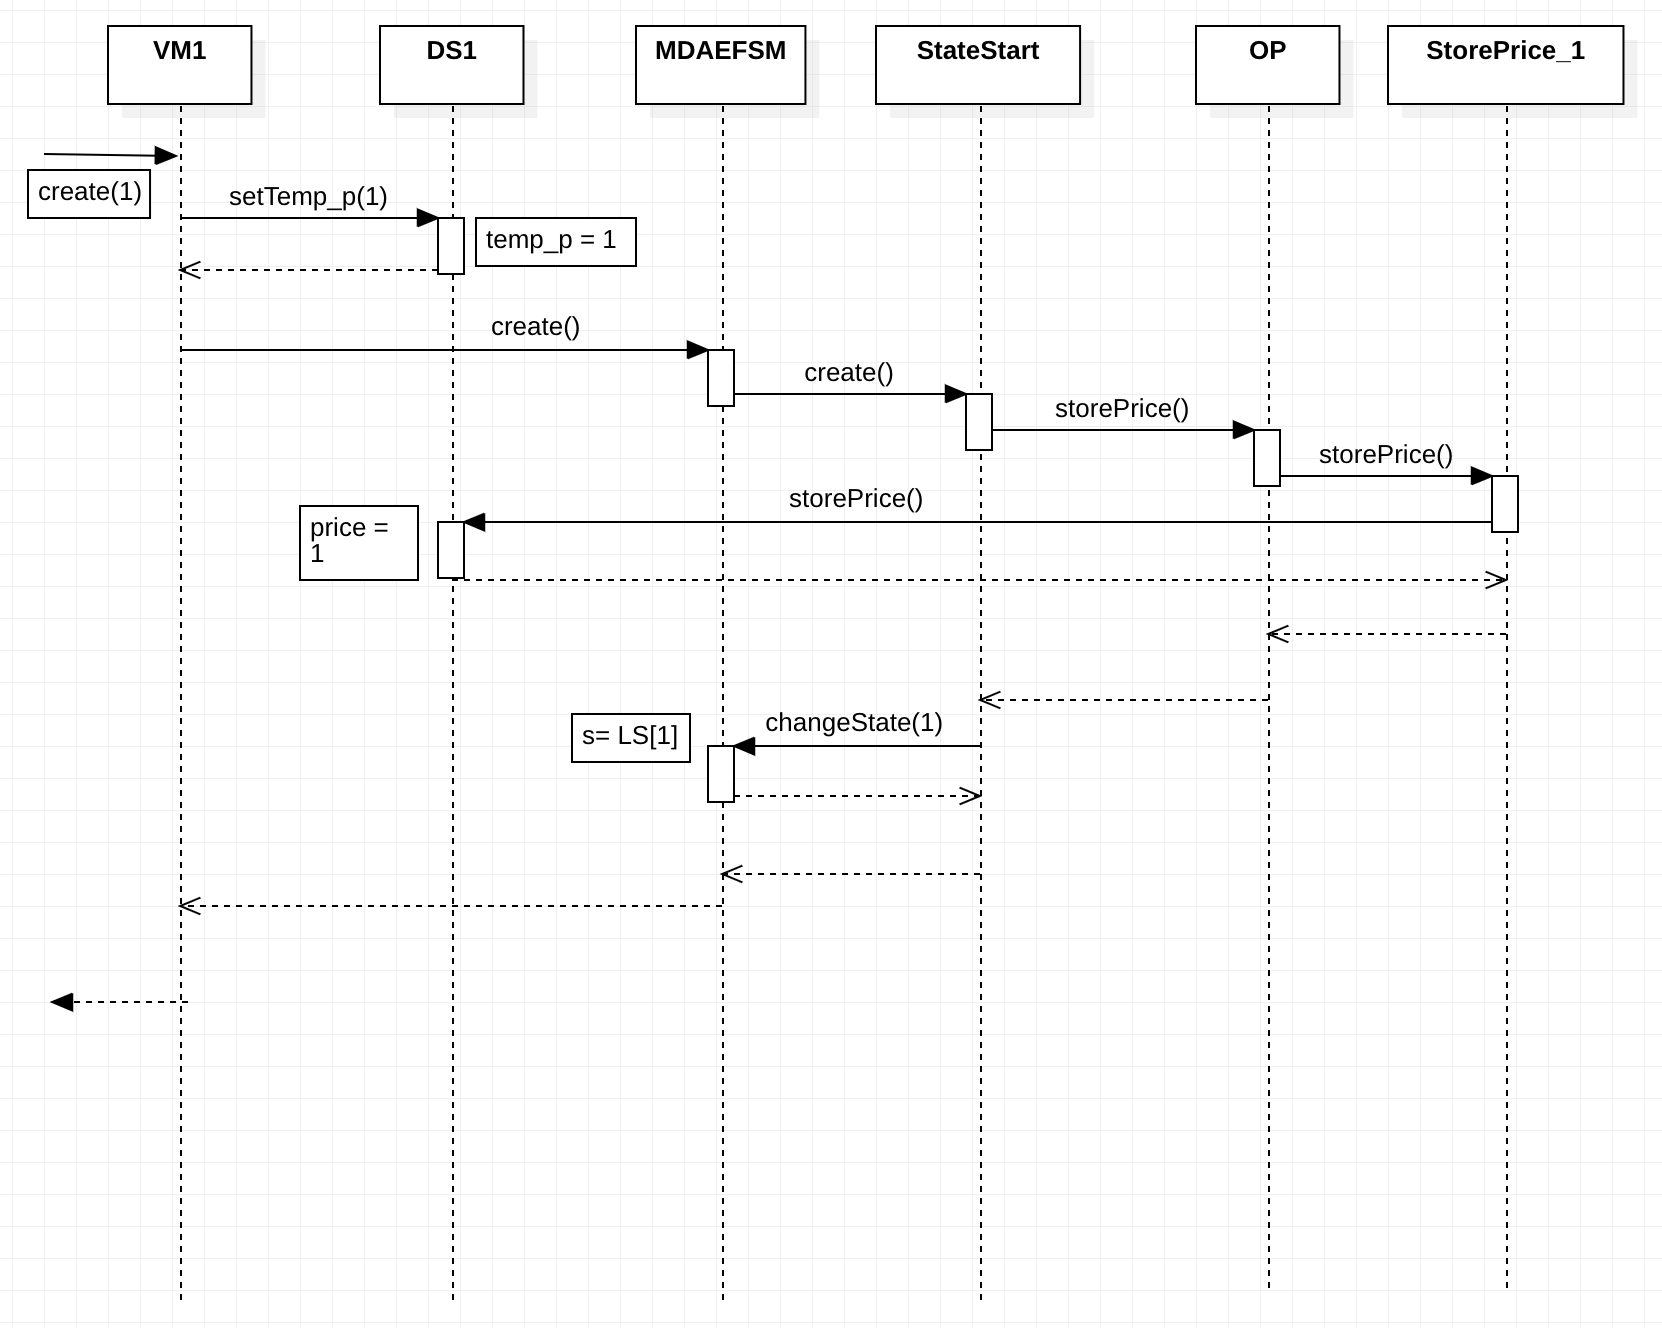 VM1
DS1
MDAEFSM
StateStart
OP
StorePrice_1
create(1)
setTemp_p(1)
temp_p = 1
create()
create()
storePrice()
storePrice()
storePrice()
price =
1
changeState(1)
s= LS[1]